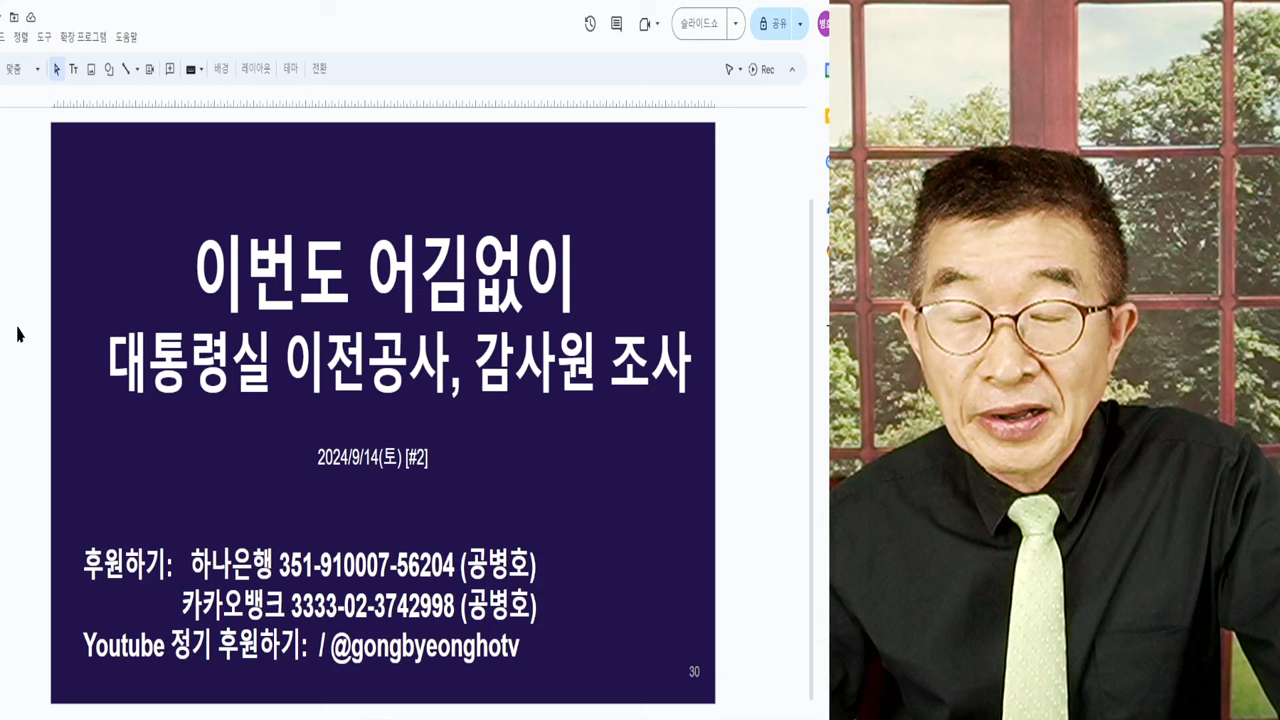 정렬 도구 확장 프로그램 도움말
슬라이드쇼
공유
맞춤
배경 레이아웃 테마 전환
Rec
이번도 어김없이
대통령실 이전공사, 감사원 조사
2024/9/14(토) [#2]
후원하기: 하나은행 351-910007-56204 (공병호)
카카오뱅크 3333-02-3742998 (공병호)
Youtube 정기 후원하기: / @gongbyeonghotv
30